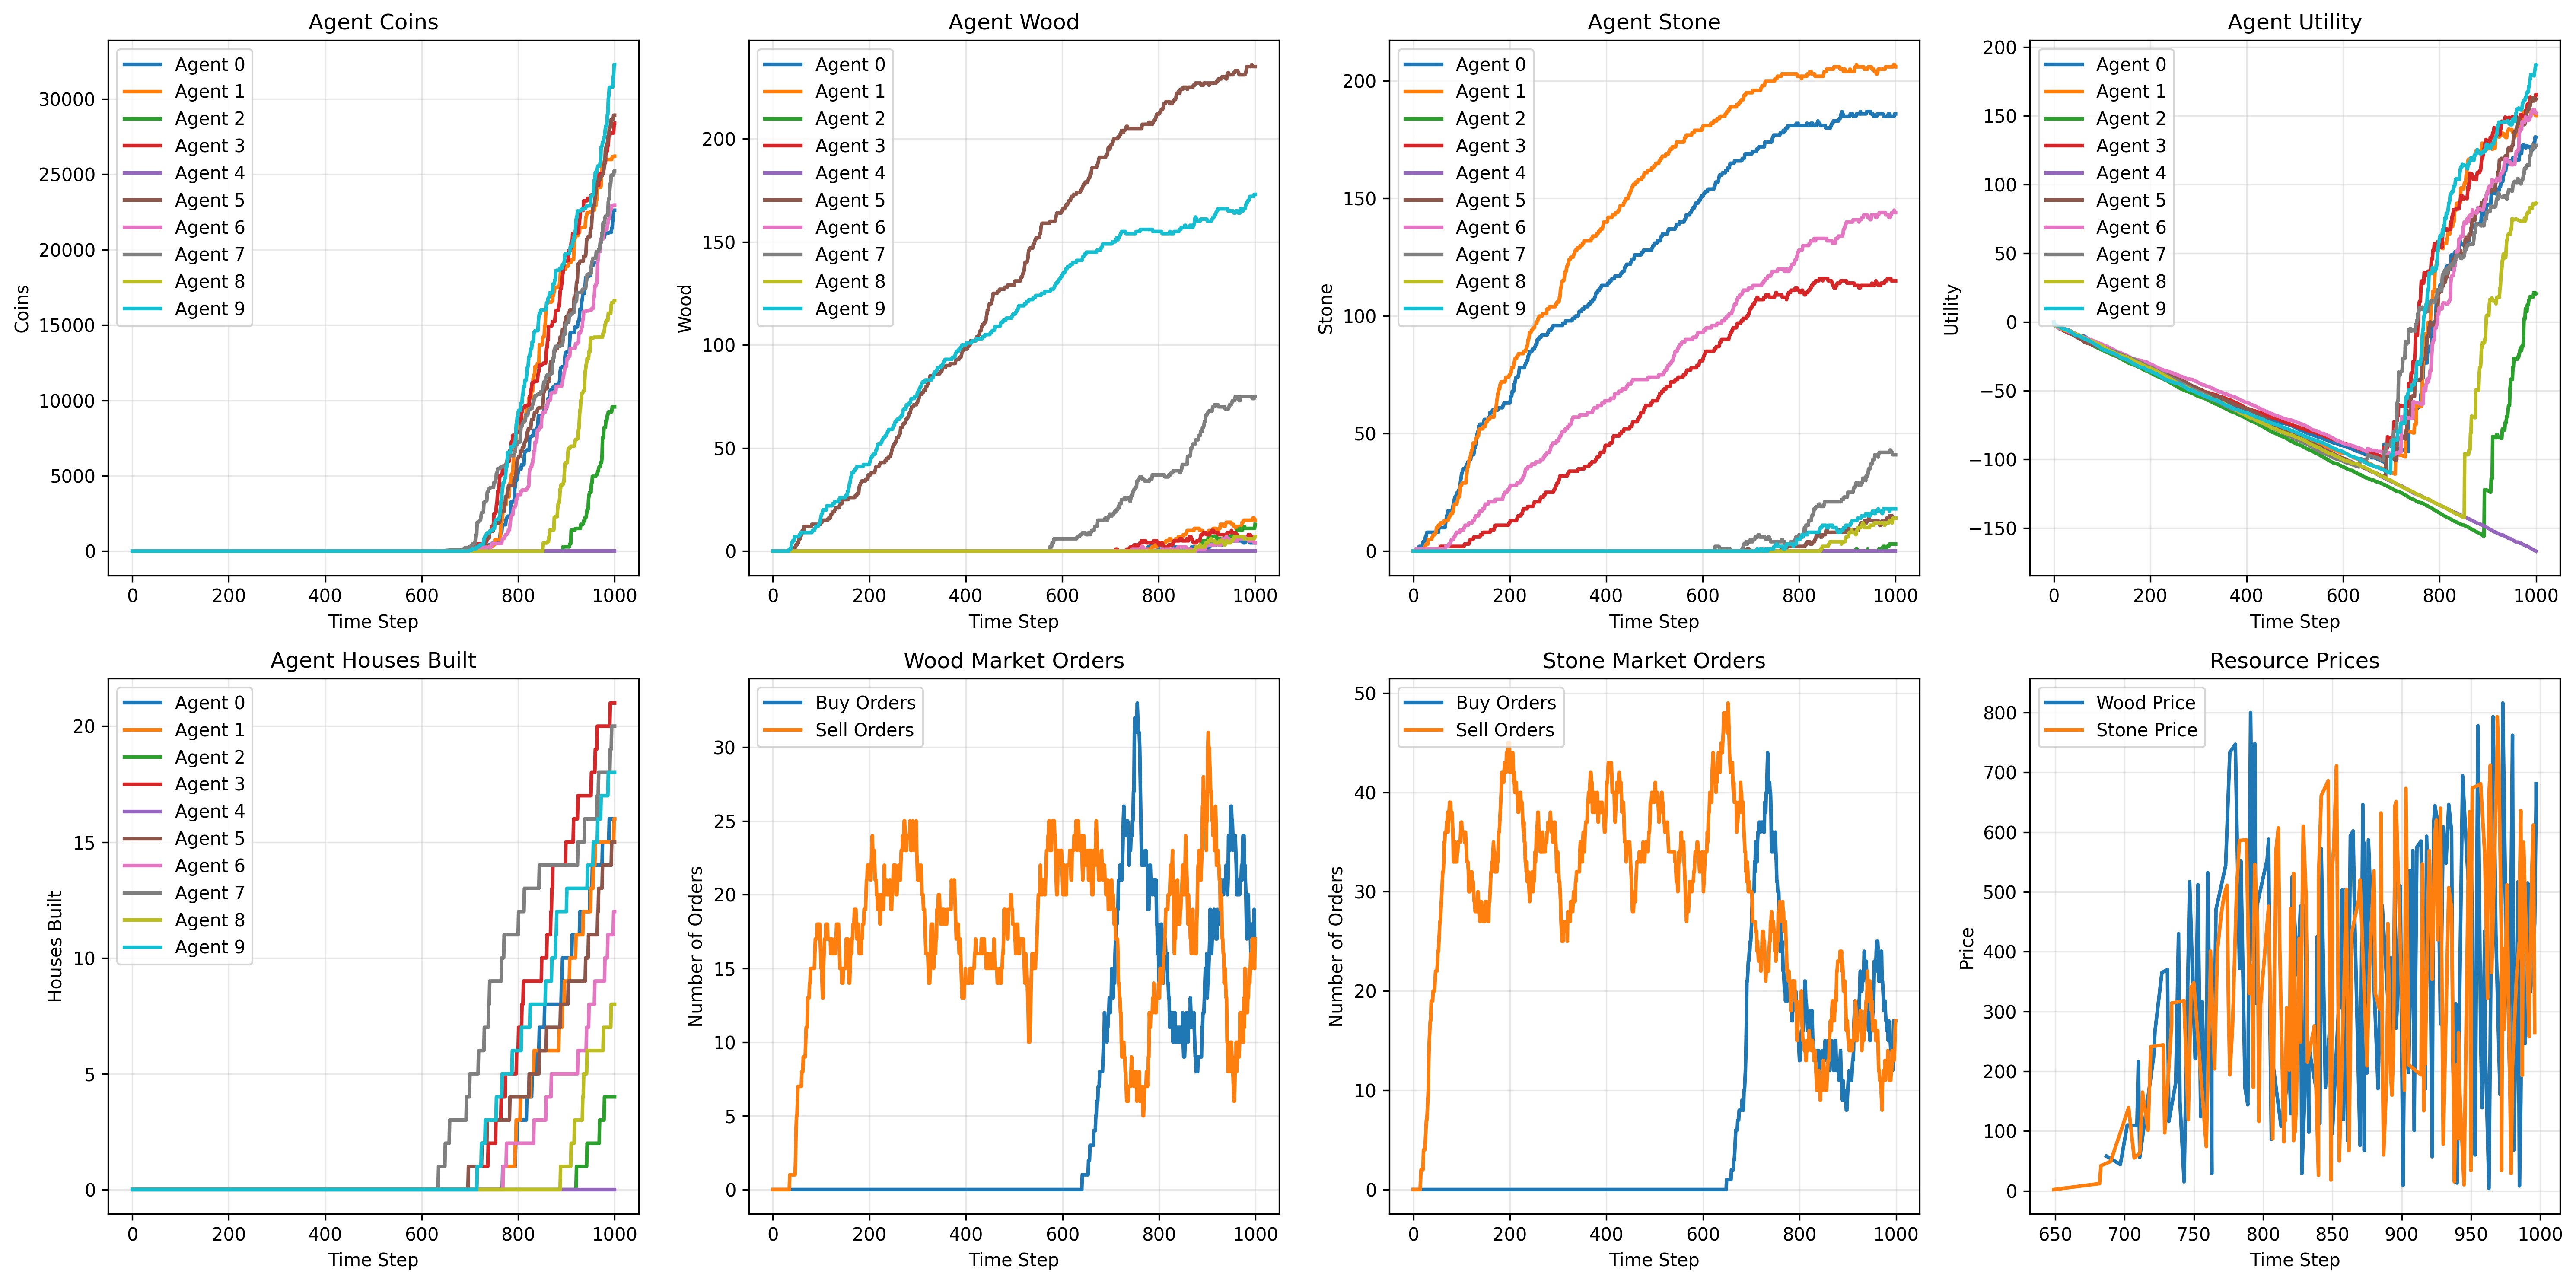 Agent Coins
Coins
30000
25000
20000
15000
10000
5000
0
Agent 0
Agent 1
Agent 2
Agent 3
Agent 4
Agent 5
Agent 6
Agent 7
Agent 8
Agent 9
0 200 400 600 800 1000
Time Step
Agent Wood
Wood
200
150
100
50
0
Agent 0
Agent 1
Agent 2
Agent 3
Agent 4
Agent 5
Agent 6
Agent 7
Agent 8
Agent 9
0 200 400 600 800 1000
Time Step
Agent Stone
Stone
200
150
100
50
0
Agent 0
Agent 1
Agent 2
Agent 3
Agent 4
Agent 5
Agent 6
Agent 7
Agent 8
Agent 9
0 200 400 600 800 1000
Time Step
Agent Utility
Utility
200
150
100
50
0
−50
−100
−150
Agent 0
Agent 1
Agent 2
Agent 3
Agent 4
Agent 5
Agent 6
Agent 7
Agent 8
Agent 9
0 200 400 600 800 1000
Time Step
Agent Houses Built
Houses Built
20
15
10
5
0
Agent 0
Agent 1
Agent 2
Agent 3
Agent 4
Agent 5
Agent 6
Agent 7
Agent 8
Agent 9
0 200 400 600 800 1000
Time Step
Wood Market Orders
Number of Orders
30
25
20
15
10
5
0
Buy Orders
Sell Orders
0 200 400 600 800 1000
Time Step
Stone Market Orders
Number of Orders
50
40
30
20
10
0
Buy Orders
Sell Orders
0 200 400 600 800 1000
Time Step
Resource Prices
Price
800
700
600
500
400
300
200
100
0
Wood Price
Stone Price
650 700 750 800 850 900 950 1000
Time Step